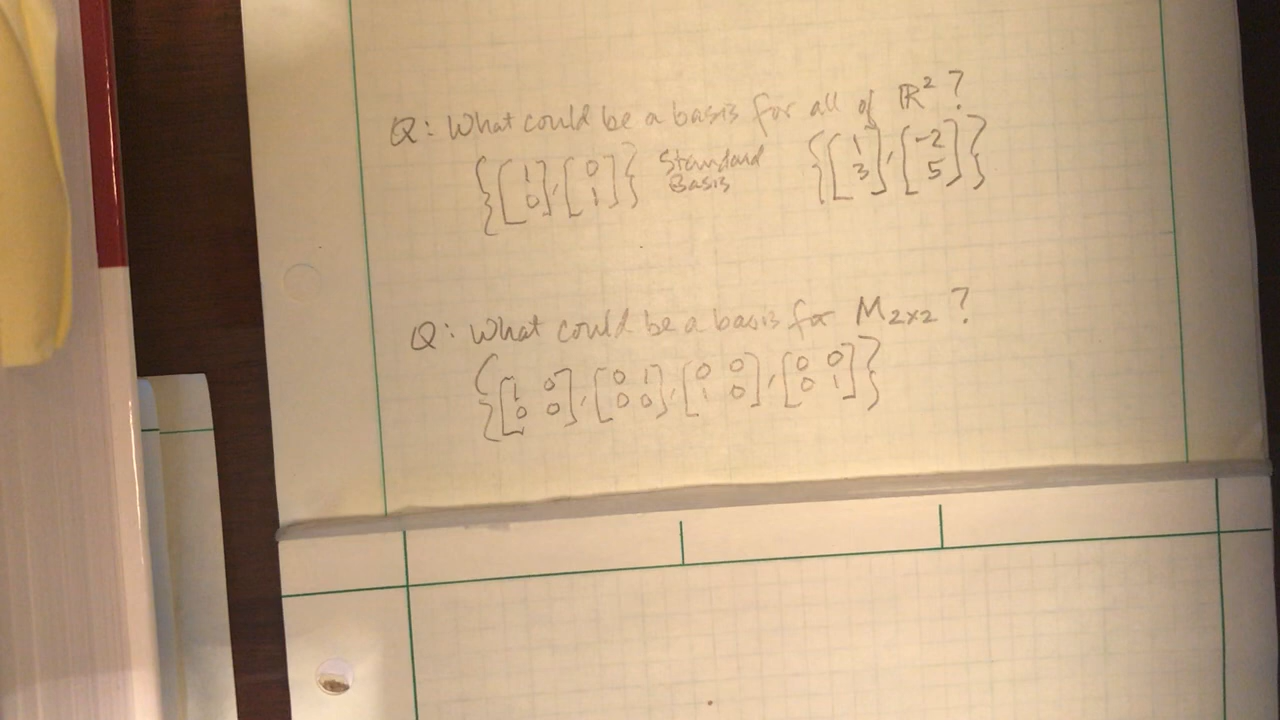 Q: What could be a basis for all of ℝ² ?
{[1 0], [0 1]} Standard Basis {[1 3], [-2 5]}
Q: What could be a basis for M₂ₓ₂ ?
{[1 0 0 0], [0 1 0 0], [0 0 1 0], [0 0 0 1]}